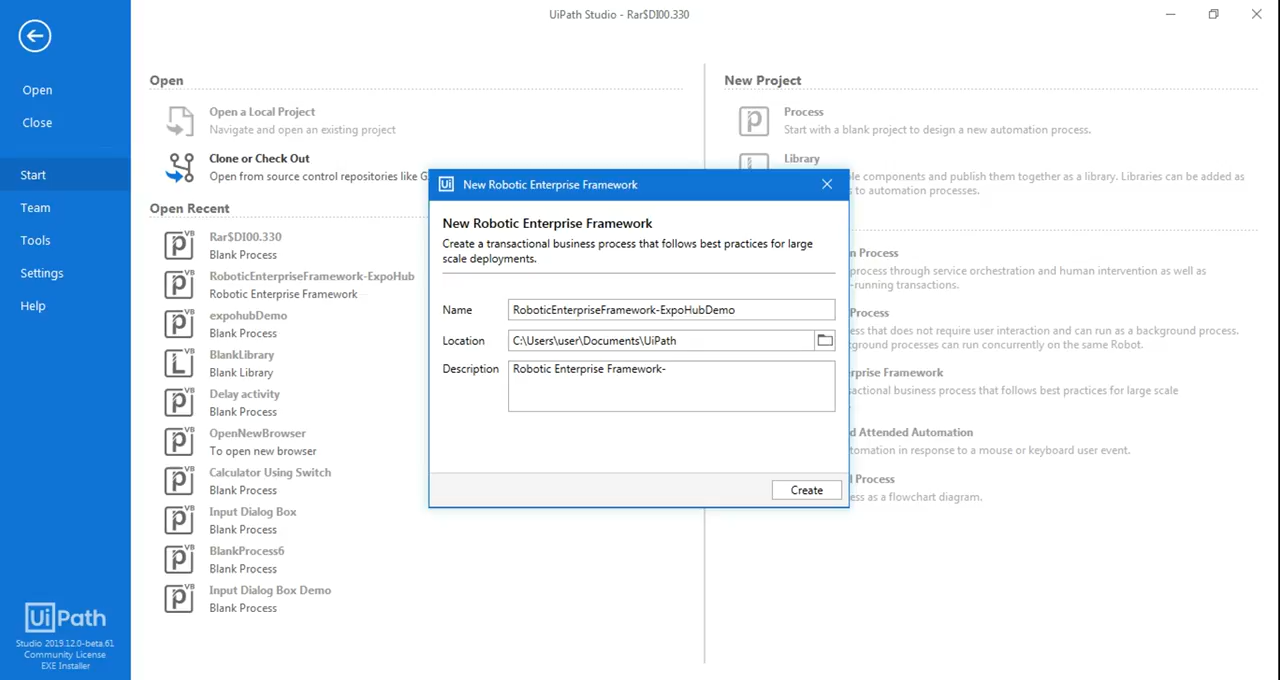 UiPath Studio - Rar$DI00.330
Open
Close
Start
Team
Tools
Settings
Help
UiPath
Studio 2019.12.0-beta.61
Community License
EXE Installer
Open
Open a Local Project
Navigate and open an existing project
Clone or Check Out
Open from source control repositories like G
Open Recent
Rar$DI00.330
Blank Process
RoboticEnterpriseFramework-ExpoHub
Robotic Enterprise Framework
expohubDemo
Blank Process
BlankLibrary
Blank Library
Delay activity
Blank Process
OpenNewBrowser
To open new browser
Calculator Using Switch
Blank Process
Input Dialog Box
Blank Process
BlankProcess6
Blank Process
Input Dialog Box Demo
Blank Process
New Project
Process
Start with a blank project to design a new automation process.
Library
le components and publish them together as a library. Libraries can be added as
s to automation processes.
n Process
process through service orchestration and human intervention as well as
-running transactions.
Process
ess that does not require user interaction and can run as a background process.
ground processes can run concurrently on the same Robot.
rprise Framework
sactional business process that follows best practices for large scale
d Attended Automation
tomation in response to a mouse or keyboard user event.
l Process
ess as a flowchart diagram.
Ui New Robotic Enterprise Framework
New Robotic Enterprise Framework
Create a transactional business process that follows best practices for large
scale deployments.
Name RoboticEnterpriseFramework-ExpoHubDemo
Location C:\Users\user\Documents\UiPath
Description Robotic Enterprise Framework-
Create